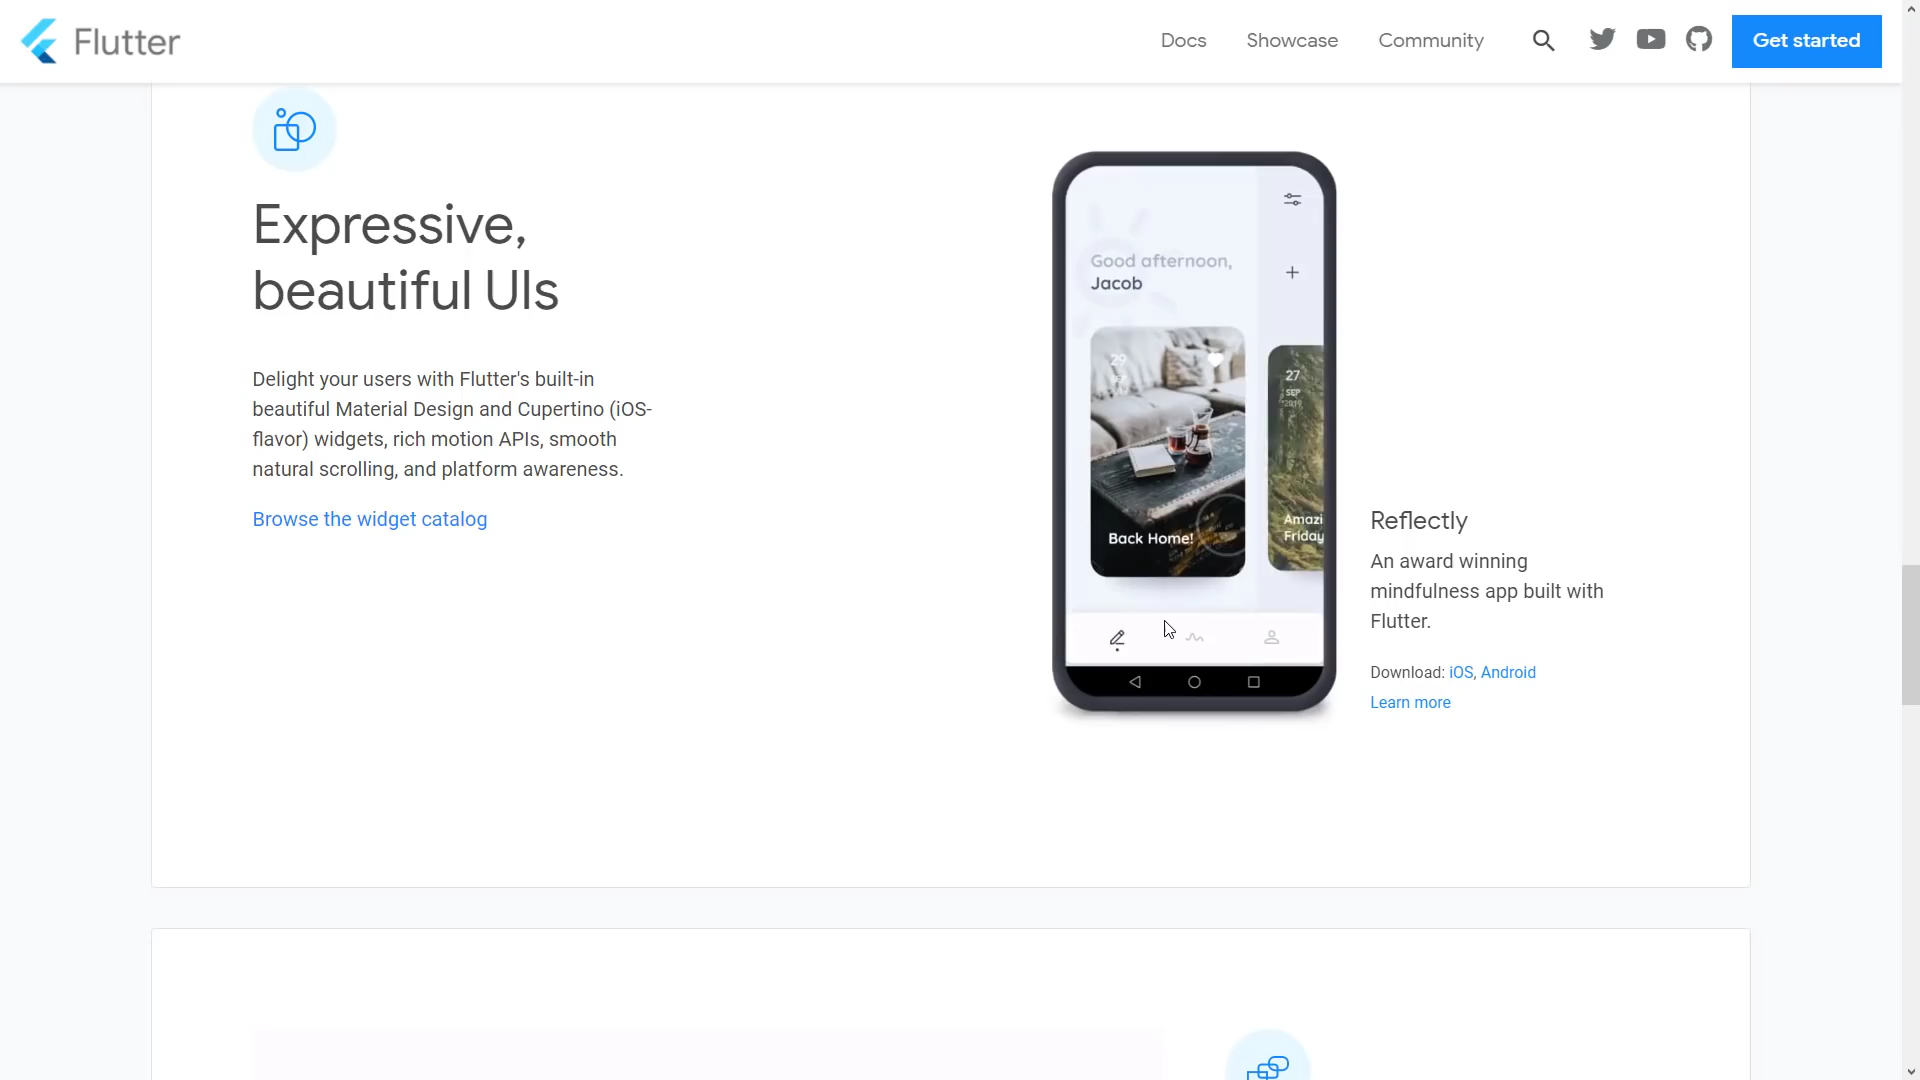 Flutter
Docs
Showcase
Community
Get started
Expressive,
beautiful UIs
Delight your users with Flutter's built-in
beautiful Material Design and Cupertino (iOS-
flavor) widgets, rich motion APIs, smooth
natural scrolling, and platform awareness.
Browse the widget catalog
Good afternoon,
Jacob
29
27
SEP
2019
Back Home!
Amazi
Friday
Reflectly
An award winning
mindfulness app built with
Flutter.
Download: iOS, Android
Learn more